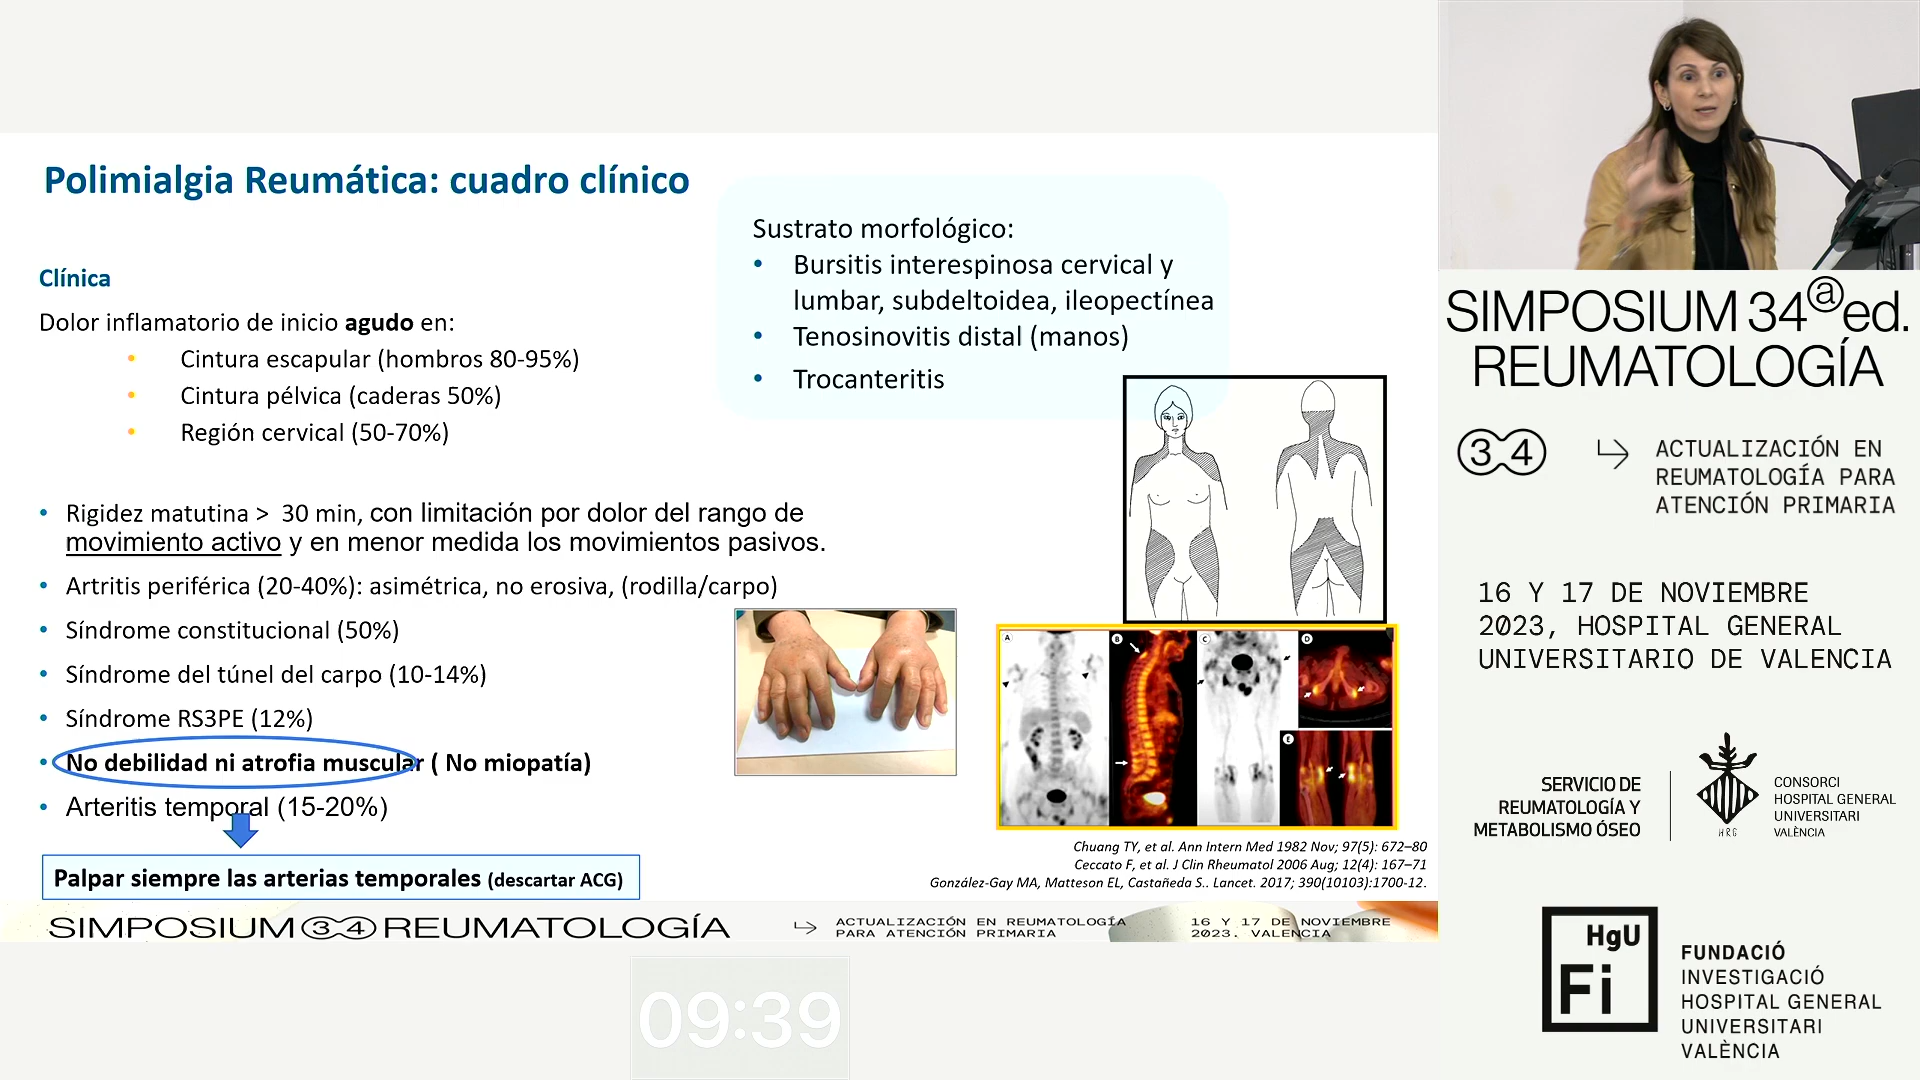 Polimialgia Reumática: cuadro clínico
Clínica
Dolor inflamatorio de inicio agudo en:
• Cintura escapular (hombros 80-95%)
• Cintura pélvica (caderas 50%)
• Región cervical (50-70%)
• Rigidez matutina > 30 min, con limitación por dolor del rango de
movimiento activo y en menor medida los movimientos pasivos.
• Artritis periférica (20-40%): asimétrica, no erosiva, (rodilla/carpo)
• Síndrome constitucional (50%)
• Síndrome del túnel del carpo (10-14%)
• Síndrome RS3PE (12%)
• No debilidad ni atrofia muscular ( No miopatía)
• Arteritis temporal (15-20%)
Palpar siempre las arterias temporales (descartar ACG)
Sustrato morfológico:
• Bursitis interespinosa cervical y
lumbar, subdeltoidea, ileopectínea
• Tenosinovitis distal (manos)
• Trocanteritis
A
B
C
D
E
Chuang TY, et al. Ann Intern Med 1982 Nov; 97(5): 672–80
Ceccato F, et al. J Clin Rheumatol 2006 Aug; 12(4): 167–71
González-Gay MA, Matteson EL, Castañeda S.. Lancet. 2017; 390(10103):1700-12.
SIMPOSIUM 34 REUMATOLOGÍA
ACTUALIZACIÓN EN REUMATOLOGÍA
PARA ATENCIÓN PRIMARIA
16 Y 17 DE NOVIEMBRE
2023. VALENCIA
09:39
SIMPOSIUM 34ª ed.
REUMATOLOGÍA
34
ACTUALIZACIÓN EN
REUMATOLOGÍA PARA
ATENCIÓN PRIMARIA
16 Y 17 DE NOVIEMBRE
2023, HOSPITAL GENERAL
UNIVERSITARIO DE VALENCIA
SERVICIO DE
REUMATOLOGÍA Y
METABOLISMO ÓSEO
HRG
CONSORCI
HOSPITAL GENERAL
UNIVERSITARI
VALÈNCIA
HgU
Fi
FUNDACIÓ
INVESTIGACIÓ
HOSPITAL GENERAL
UNIVERSITARI
VALÈNCIA